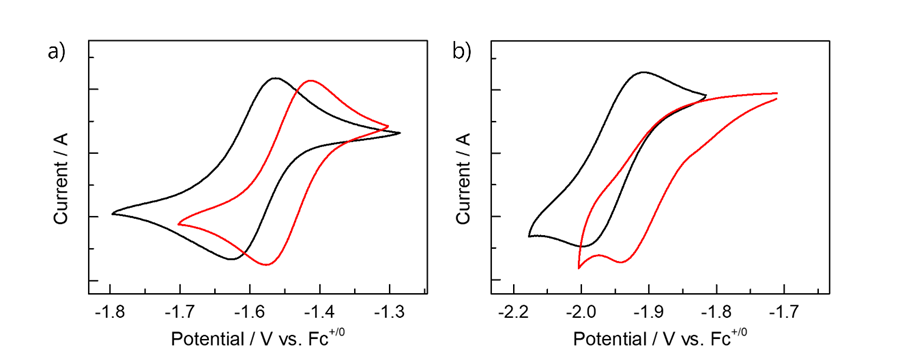 a)
Current / A
-1.8 -1.7 -1.6 -1.5 -1.4 -1.3
Potential / V vs. Fc+/0
b)
Current / A
-2.2 -2.1 -2.0 -1.9 -1.8 -1.7
Potential / V vs. Fc+/0